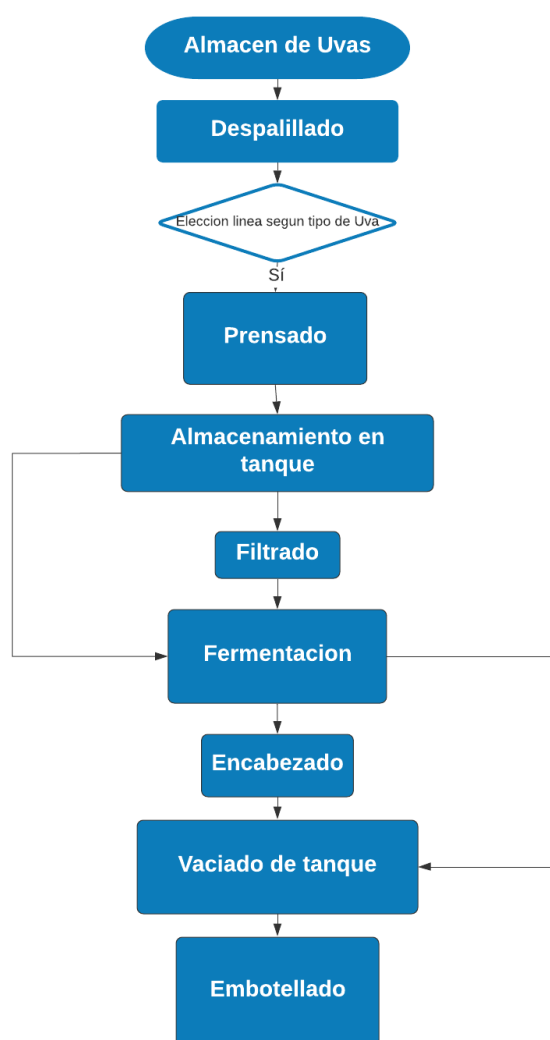 Almacen de Uvas
Despalillado
Eleccion linea segun tipo de Uva
Sí
Prensado
Almacenamiento en
tanque
Filtrado
Fermentacion
Encabezado
Vaciado de tanque
Embotellado